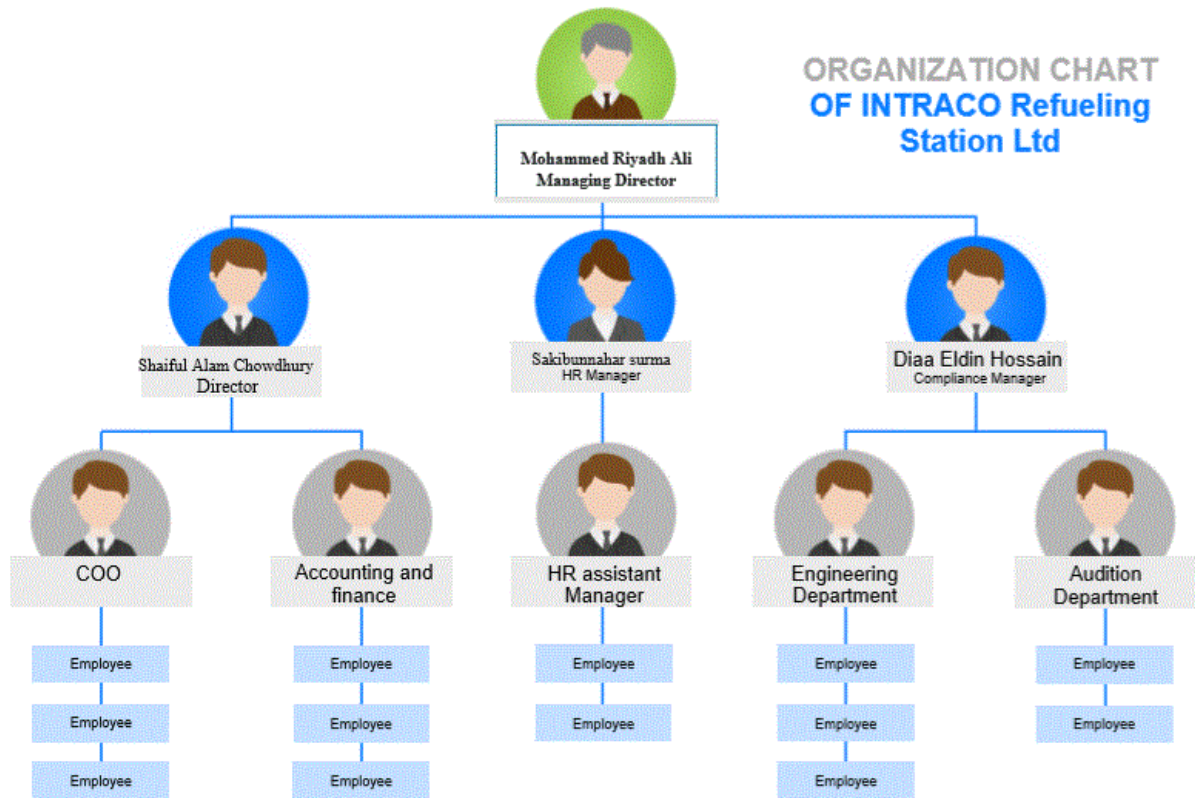 ORGANIZATION CHART
OF INTRACO Refueling
Station Ltd
Mohammed Riyadh Ali
Managing Director
Shaiful Alam Chowdhury
Director
Sakibunnahar surma
HR Manager
Diaa Eldin Hossain
Compliance Manager
COO
Accounting and
finance
HR assistant
Manager
Engineering
Department
Audition
Department
Employee
Employee
Employee
Employee
Employee
Employee
Employee
Employee
Employee
Employee
Employee
Employee
Employee